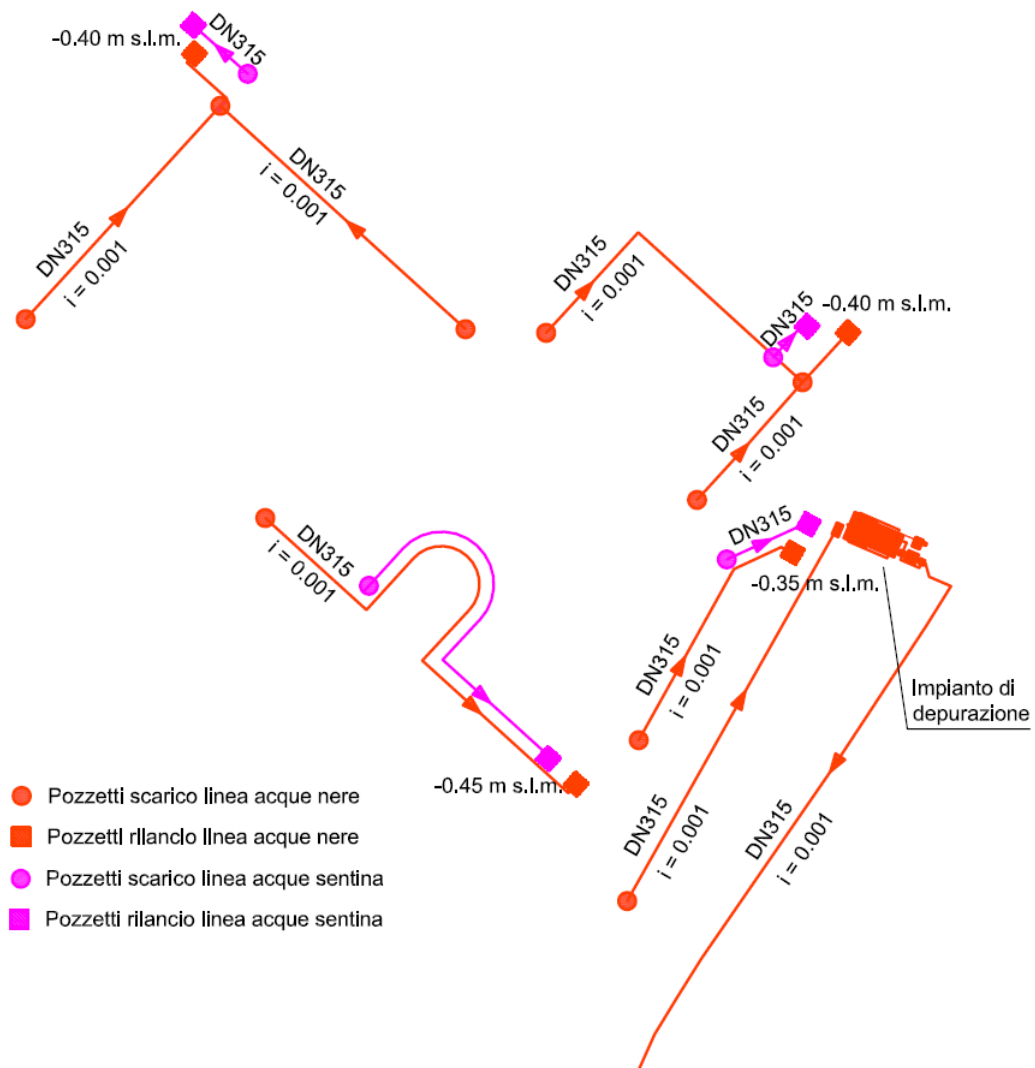 DN315
-0.40 m s.l.m.
DN315
i = 0.001
DN315
i = 0.001
DN315
i = 0.001
DN315
-0.40 m s.l.m.
DN315
i = 0.001
DN315
i = 0.001
-0.45 m s.l.m.
DN315
-0.35 m s.l.m.
DN315
i = 0.001
DN315
i = 0.001
DN315
i = 0.001
Impianto di
depurazione
Pozzetti scarico linea acque nere
Pozzetti rilancio linea acque nere
Pozzetti scarico linea acque sentina
Pozzetti rilancio linea acque sentina